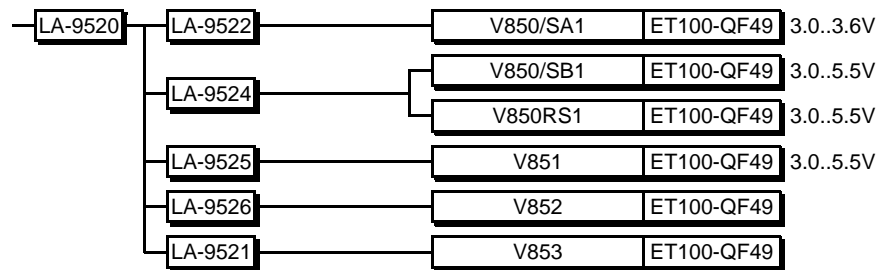 LA-9520 LA-9522 V850/SA1 ET100-QF49 3.0..3.6V
V850/SB1 ET100-QF49 3.0..5.5V
LA-9524
V850RS1 ET100-QF49 3.0..5.5V
LA-9525 V851 ET100-QF49 3.0..5.5V
LA-9526 V852 ET100-QF49
LA-9521 V853 ET100-QF49